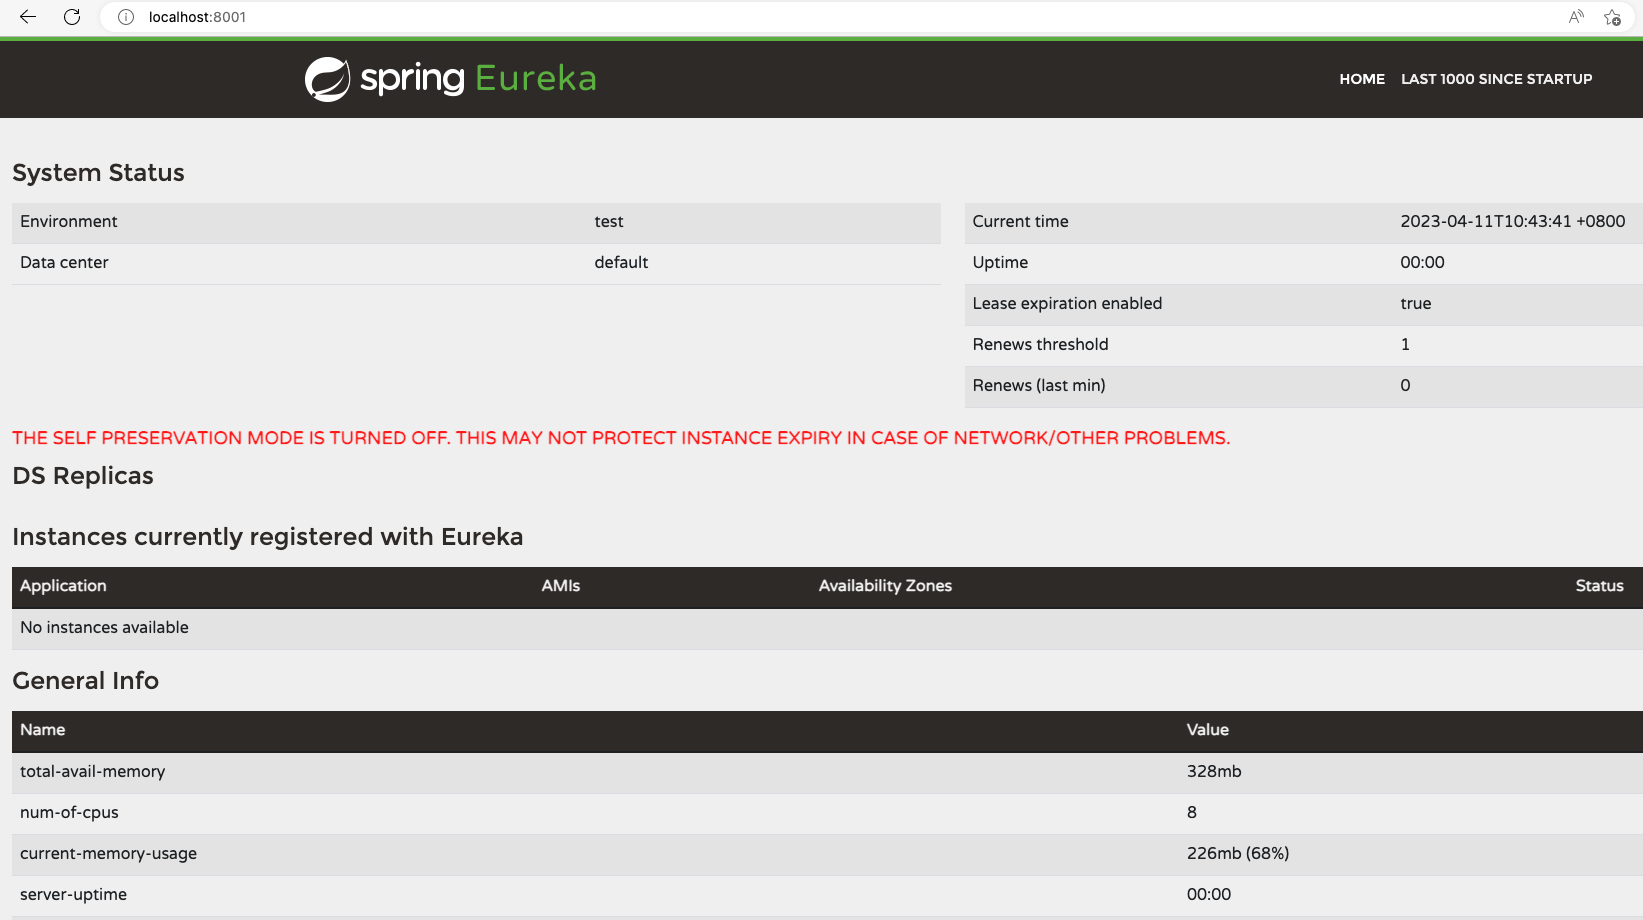 localhost:8001
spring Eureka
HOME LAST 1000 SINCE STARTUP
System Status
Environment test
Data center default
Current time 2023-04-11T10:43:41 +0800
Uptime 00:00
Lease expiration enabled true
Renews threshold 1
Renews (last min) 0
THE SELF PRESERVATION MODE IS TURNED OFF. THIS MAY NOT PROTECT INSTANCE EXPIRY IN CASE OF NETWORK/OTHER PROBLEMS.
DS Replicas
Instances currently registered with Eureka
Application AMIs Availability Zones Status
No instances available
General Info
Name Value
total-avail-memory 328mb
num-of-cpus 8
current-memory-usage 226mb (68%)
server-uptime 00:00